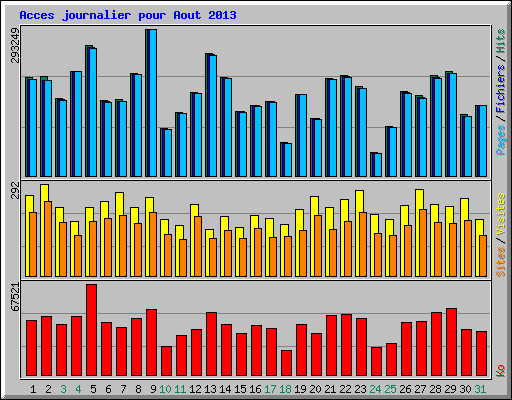 Acces journalier pour Aout 2013
293249
Pages / Fichiers / Hits
292
Sites / Visites
67521
Ko
1 2 3 4 5 6 7 8 9 10 11 12 13 14 15 16 17 18 19 20 21 22 23 24 25 26 27 28 29 30 31